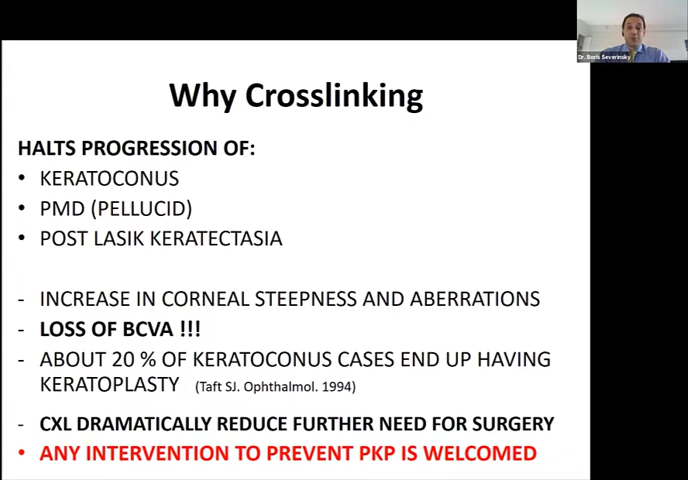 Dr. Boris Severinsky
Why Crosslinking
HALTS PROGRESSION OF:
• KERATOCONUS
• PMD (PELLUCID)
• POST LASIK KERATECTASIA
- INCREASE IN CORNEAL STEEPNESS AND ABERRATIONS
- LOSS OF BCVA !!!
- ABOUT 20 % OF KERATOCONUS CASES END UP HAVING
KERATOPLASTY (Taft SJ. Ophthalmol. 1994)
- CXL DRAMATICALLY REDUCE FURTHER NEED FOR SURGERY
• ANY INTERVENTION TO PREVENT PKP IS WELCOMED